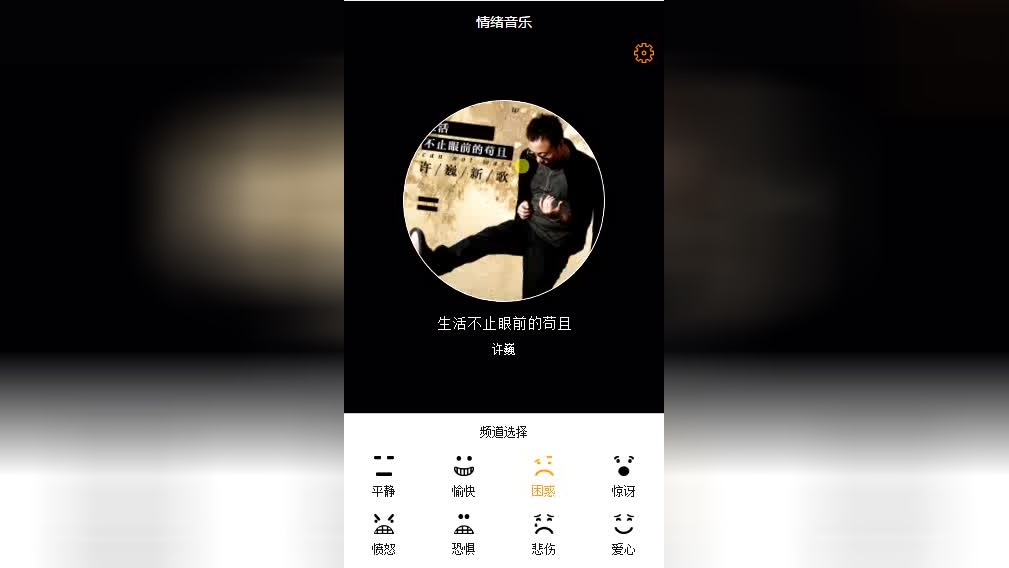 情绪音乐
活
不止眼前的苟且
can not
许/巍/新/歌
生活不止眼前的苟且
许巍
频道选择
平静 愉快 困惑 惊讶
愤怒 恐惧 悲伤 爱心